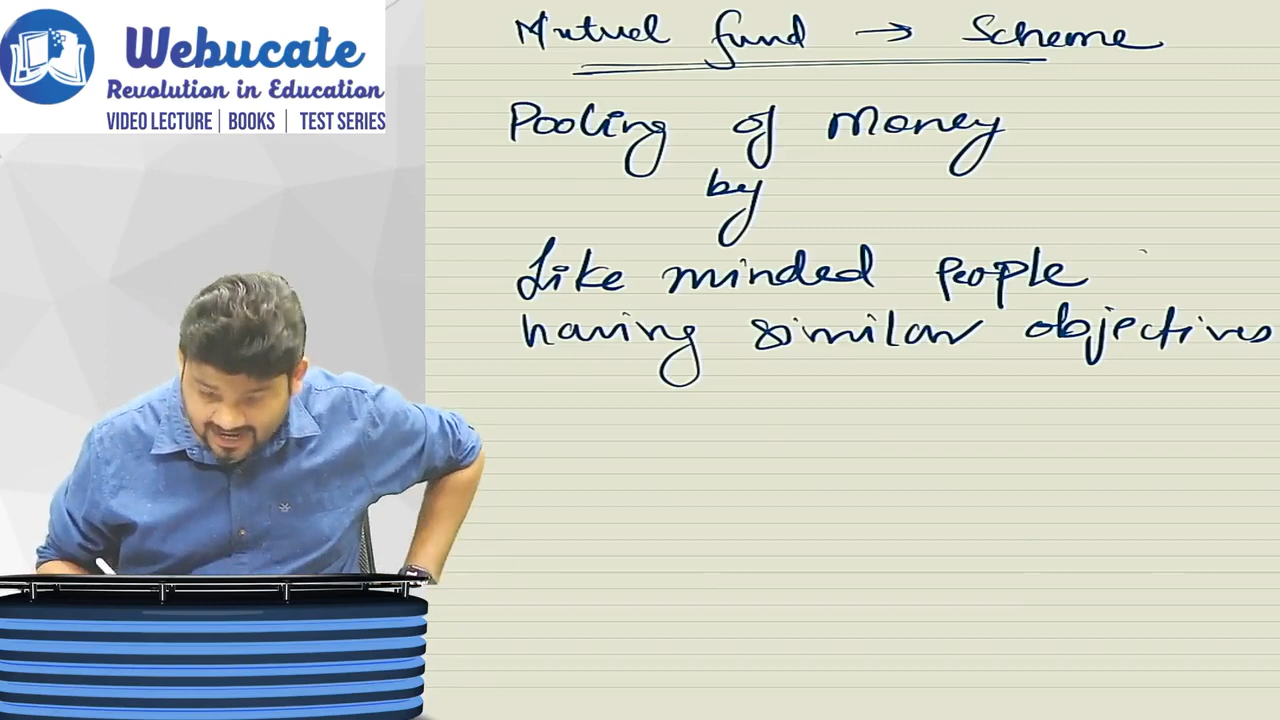 Webucate
Revolution in Education
VIDEO LECTURE | BOOKS | TEST SERIES
Mutual fund → Scheme
Pooling of Money
by
Like minded people
having similar objectives